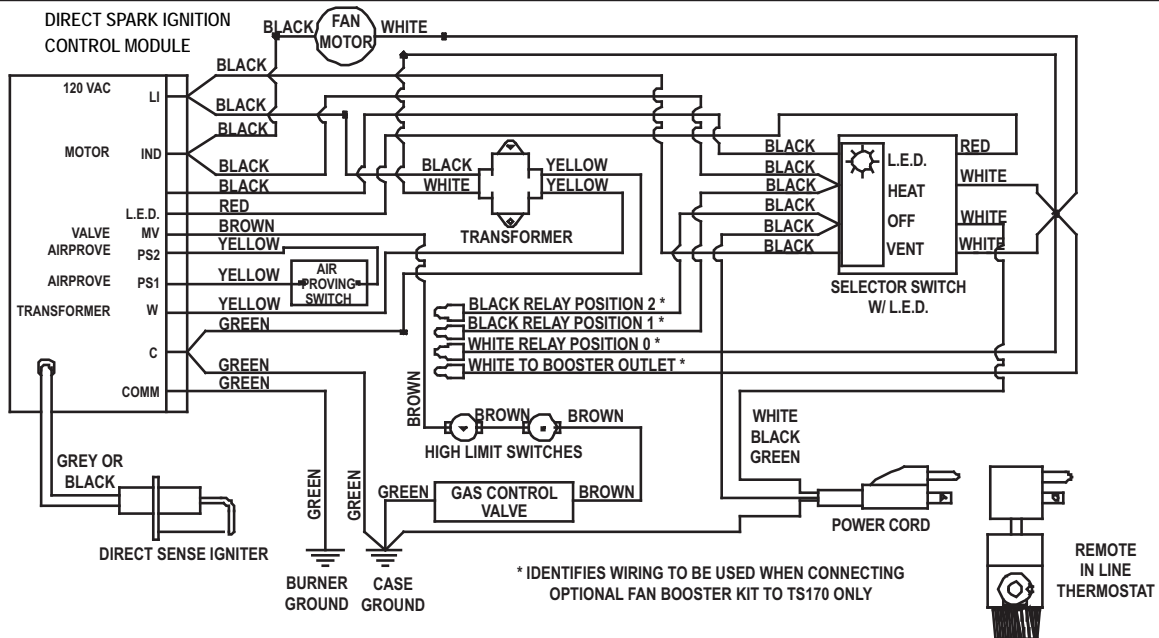 DIRECT SPARK IGNITION
CONTROL MODULE
BLACK
FAN
MOTOR
WHITE
BLACK
120 VAC
LI
BLACK
BLACK
MOTOR
IND
BLACK
BLACK
BLACK
YELLOW
WHITE
YELLOW
TRANSFORMER
L.E.D.
RED
VALVE
MV
BROWN
AIRPROVE
PS2
YELLOW
AIRPROVE
PS1
YELLOW
AIR
PROVING
SWITCH
TRANSFORMER
W
YELLOW
GREEN
C
GREEN
COMM
GREEN
BLACK
BLACK
BLACK
BLACK
BLACK
BLACK
L.E.D.
HEAT
OFF
VENT
RED
WHITE
WHITE
WHITE
SELECTOR SWITCH
W/ L.E.D.
BLACK RELAY POSITION 2 *
BLACK RELAY POSITION 1 *
WHITE RELAY POSITION 0 *
WHITE TO BOOSTER OUTLET *
BROWN
BROWN
BROWN
HIGH LIMIT SWITCHES
GREEN
GAS CONTROL
VALVE
BROWN
WHITE
BLACK
GREEN
POWER CORD
GREY OR
BLACK
DIRECT SENSE IGNITER
GREEN
GREEN
BURNER
GROUND
CASE
GROUND
* IDENTIFIES WIRING TO BE USED WHEN CONNECTING
OPTIONAL FAN BOOSTER KIT TO TS170 ONLY
REMOTE
IN LINE
THERMOSTAT